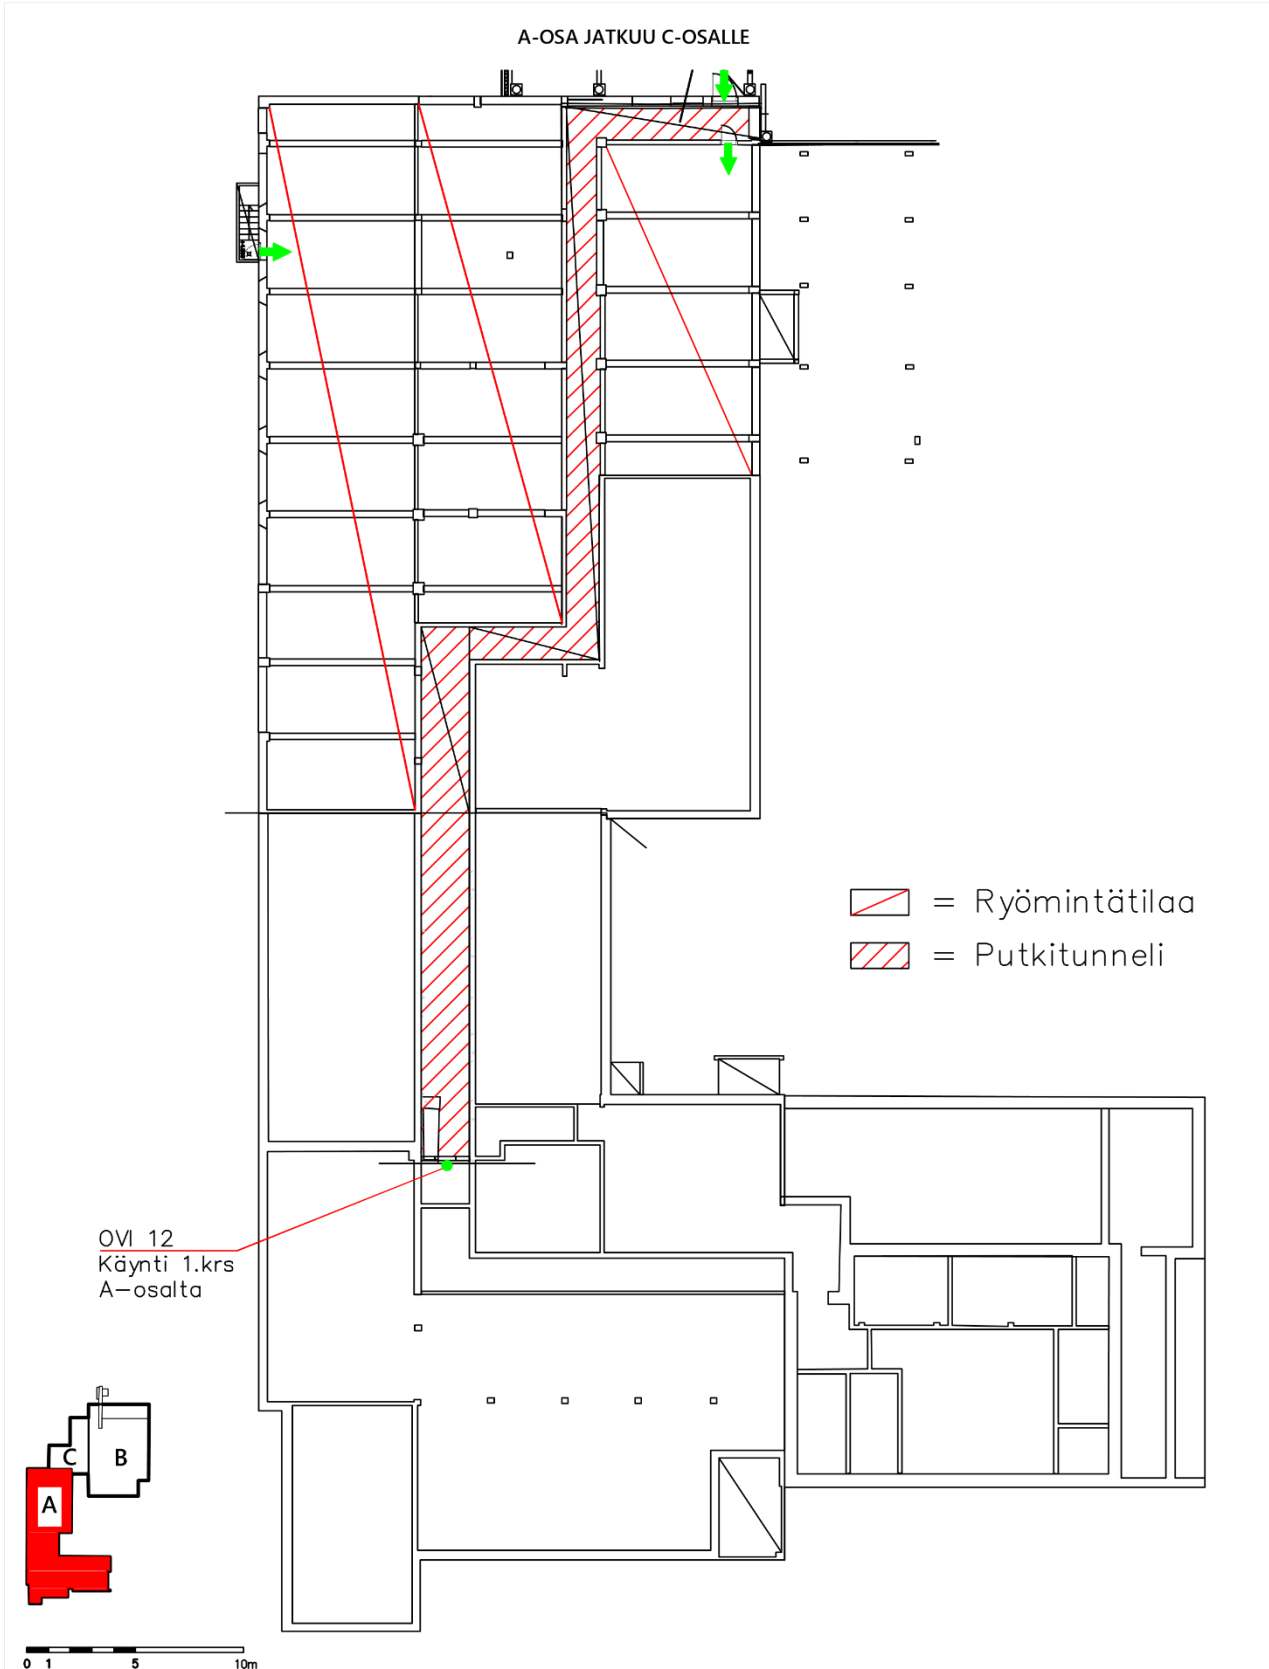 A-OSA JATKUU C-OSALLE
= Ryömintätilaa
= Putkitunneli
OVI 12
Käynti 1.krs
A-osalta
C
B
A
0 1 5 10m